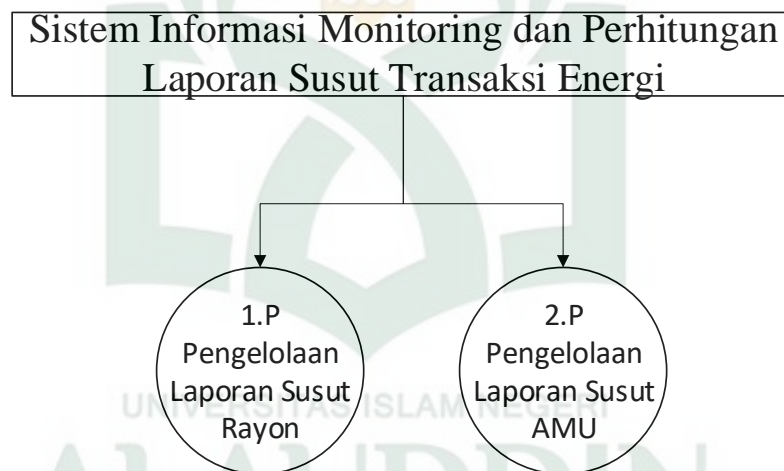 Sistem Informasi Monitoring dan Perhitungan
Laporan Susut Transaksi Energi
1.P
Pengelolaan
Laporan Susut
Rayon
2.P
Pengelolaan
Laporan Susut
AMU
UNIVERSITAS ISLAM NEGERI